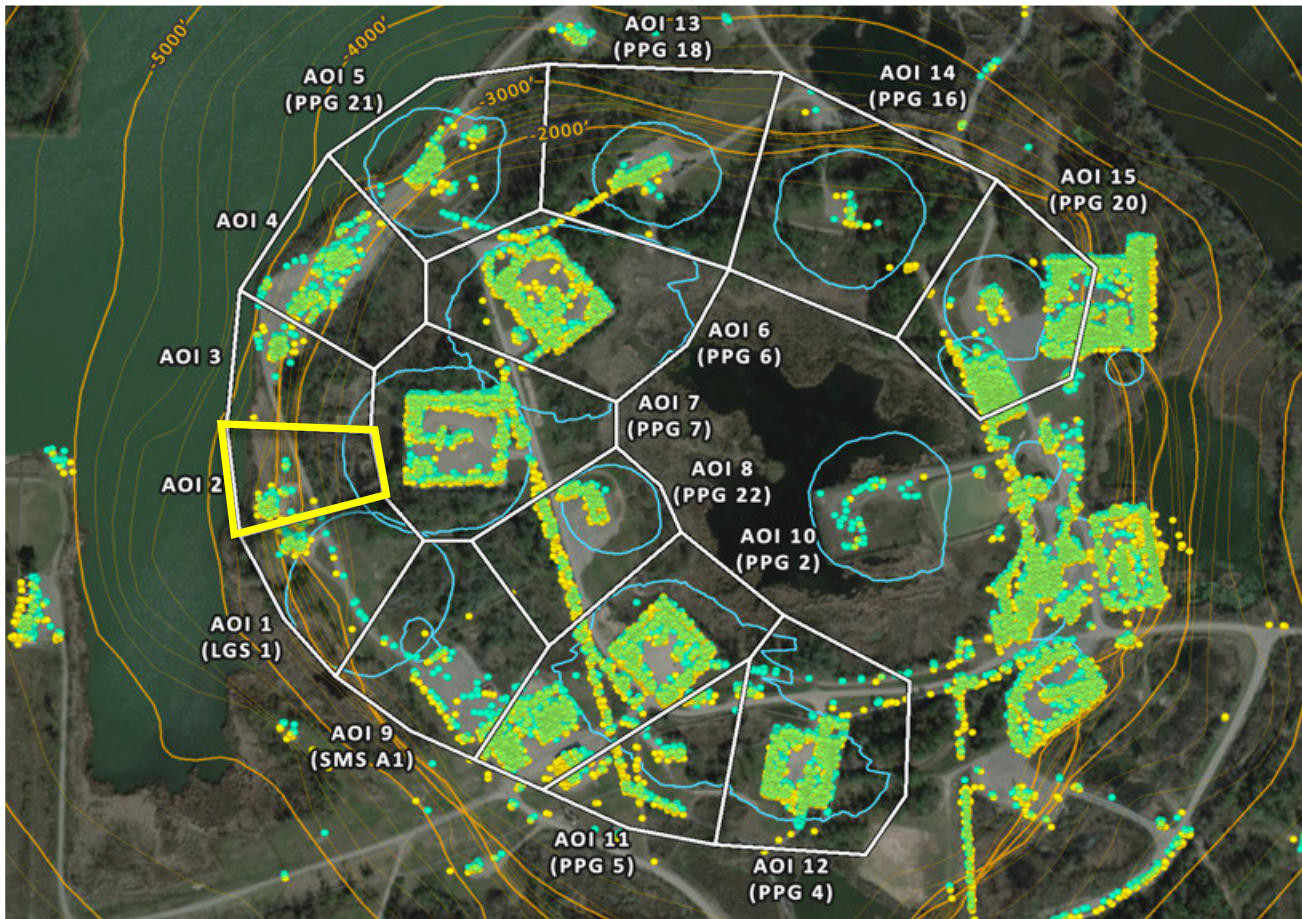 -5000'
-4000'
AOI 13
(PPG 18)
AOI 5
(PPG 21)
AOI 14
(PPG 16)
-3000'
-2000'
AOI 15
(PPG 20)
AOI 4
AOI 3
AOI 6
(PPG 6)
AOI 7
(PPG 7)
AOI 2
AOI 8
(PPG 22)
AOI 10
(PPG 2)
AOI 1
(LGS 1)
AOI 9
(SMS A1)
AOI 11
(PPG 5)
AOI 12
(PPG 4)